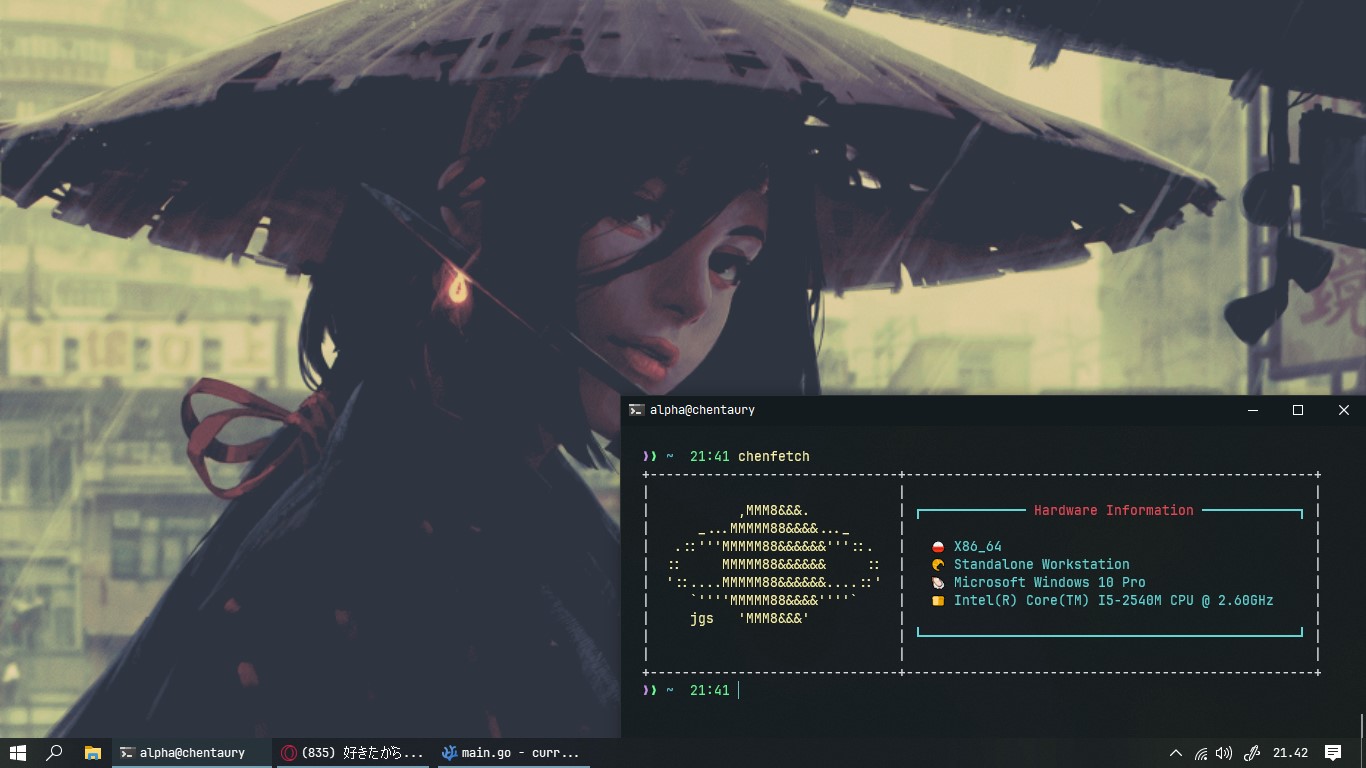 境
alpha@chentaury
❱❱ ~ 21:41 chenfetch
,MMM8&&&.
_...MMMMM88&&&&..._
.::'''MMMMM88&&&&&&'''::.
::     MMMMM88&&&&&&     ::
'::....MMMMM88&&&&&&....::'
`''''MMMMM88&&&&''''`
jgs   'MMM8&&&'
Hardware Information
X86_64
Standalone Workstation
Microsoft Windows 10 Pro
Intel(R) Core(TM) I5-2540M CPU @ 2.60GHz
❱❱ ~ 21:41
alpha@chentaury
(835) 好きだから...
main.go - curr...
21.42